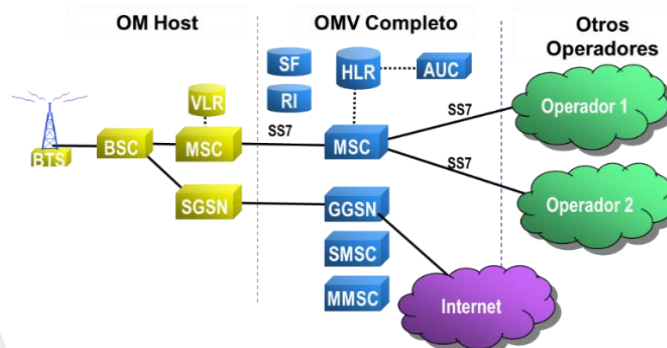 OM Host
OMV Completo
Otros
Operadores
SF
HLR
AUC
VLR
RI
Operador 1
SS7
BTS
BSC
MSC
SS7
MSC
SS7
SGSN
GGSN
Operador 2
SMSC
MMSC
Internet